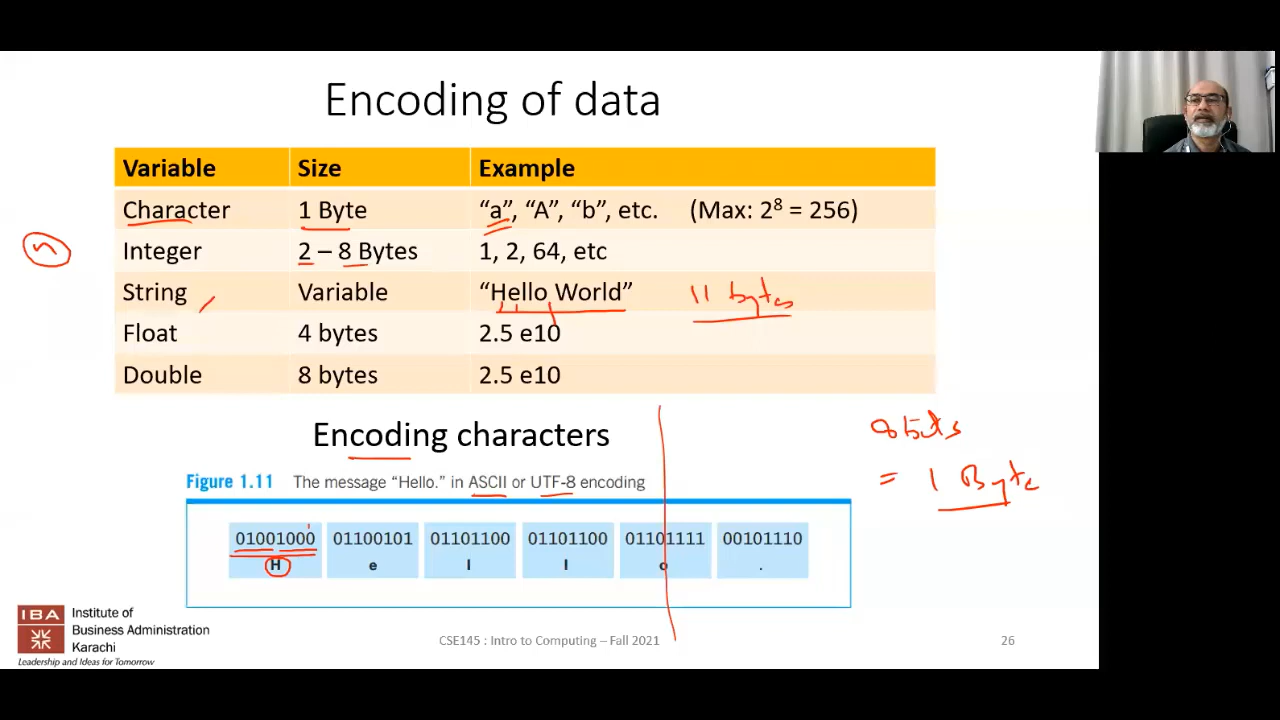 Encoding of data
Variable Size Example
Character 1 Byte “a”, “A”, “b”, etc. (Max: 2⁸ = 256)
Integer 2 – 8 Bytes 1, 2, 64, etc
String Variable “Hello World” 11 bytes
Float 4 bytes 2.5 e10
Double 8 bytes 2.5 e10
Encoding characters
8 bits
= 1 Byte
Figure 1.11 The message “Hello.” in ASCII or UTF-8 encoding
01001000 01100101 01101100 01101100 01101111 00101110
H e l l o .
IBA
Institute of
Business Administration
Karachi
Leadership and Ideas for Tomorrow
CSE145 : Intro to Computing – Fall 2021
26